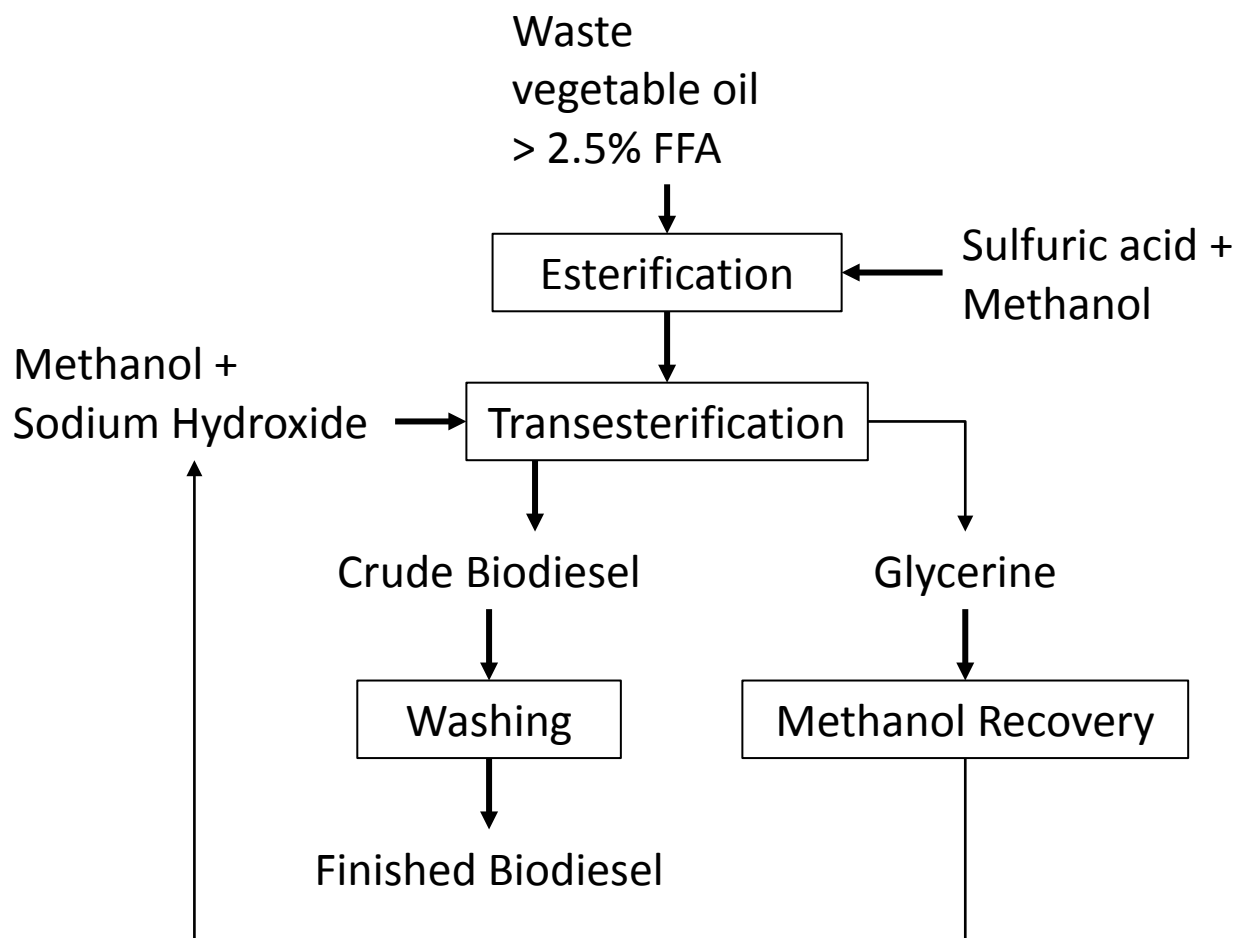 Waste
vegetable oil
> 2.5% FFA
Esterification
Sulfuric acid +
Methanol
Methanol +
Sodium Hydroxide
Transesterification
Crude Biodiesel
Glycerine
Washing
Methanol Recovery
Finished Biodiesel